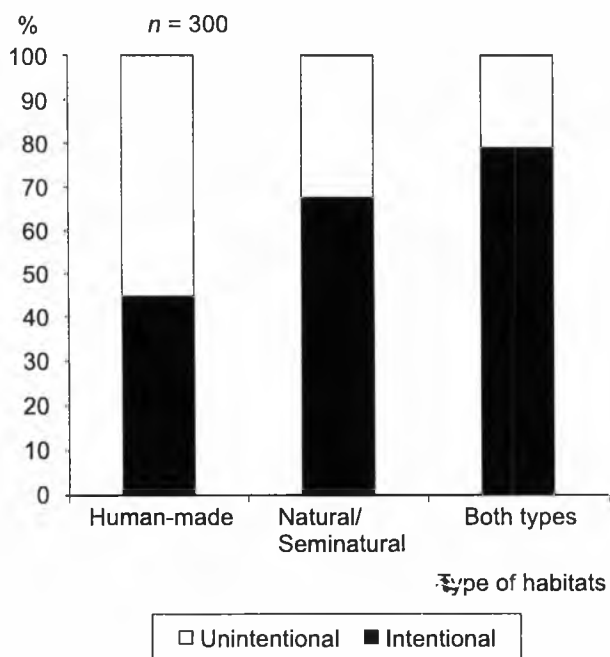 % n = 300
100
90
80
70
60
50
40
30
20
10
0
Human-made Natural/ Both types
Seminatural
Type of habitats
Unintentional Intentional